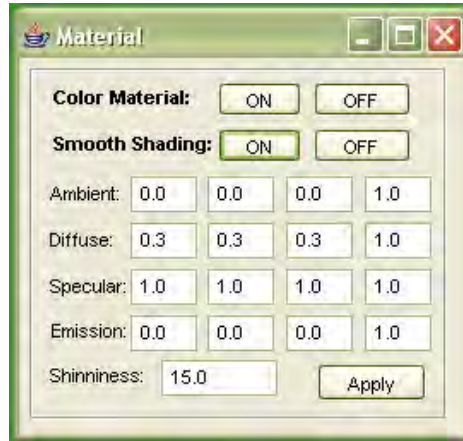 Material
Color Material: ON OFF
Smooth Shading: ON OFF
Ambient: 0.0 0.0 0.0 1.0
Diffuse: 0.3 0.3 0.3 1.0
Specular: 1.0 1.0 1.0 1.0
Emission: 0.0 0.0 0.0 1.0
Shinniness: 15.0 Apply